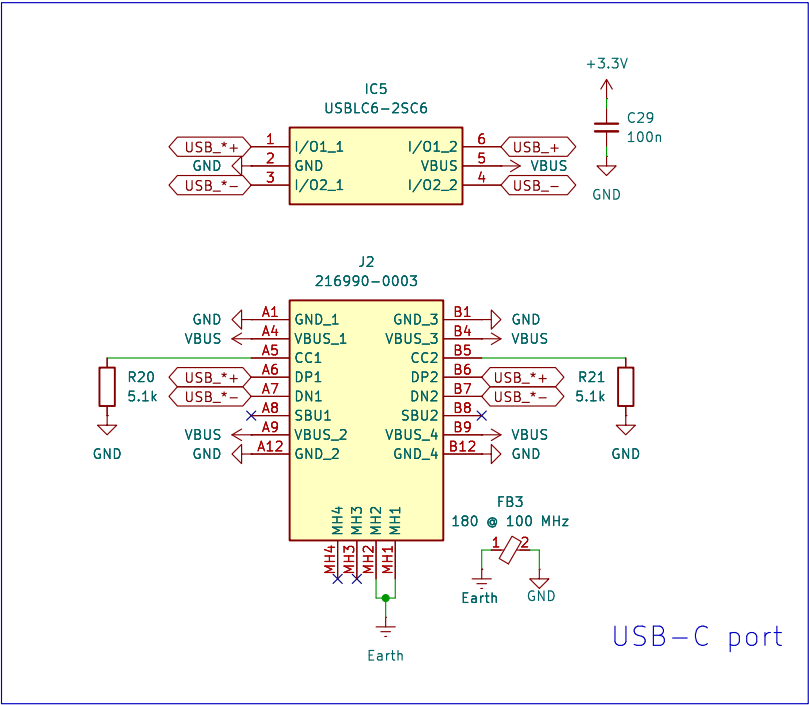 +3.3V
IC5
USBLC6-2SC6
C29
100n
GND
USB_*+ 1 I/O1_1 I/O1_2 6 USB_+
GND 2 GND VBUS 5 VBUS
USB_*- 3 I/O2_1 I/O2_2 4 USB_-
J2
216990-0003
GND A1 GND_1 GND_3 B1 GND
VBUS A4 VBUS_1 VBUS_3 B4 VBUS
A5 CC1 CC2 B5
R20 USB_*+ A6 DP1 DP2 B6 USB_*+ R21
5.1k USB_*- A7 DN1 DN2 B7 USB_*- 5.1k
A8 SBU1 SBU2 B8
VBUS A9 VBUS_2 VBUS_4 B9 VBUS
GND A12 GND_2 GND_4 B12 GND
GND
GND
MH4 MH3 MH2 MH1
MH4 MH3 MH2 MH1
FB3
180 @ 100 MHz
1 2
Earth GND
Earth
USB-C port